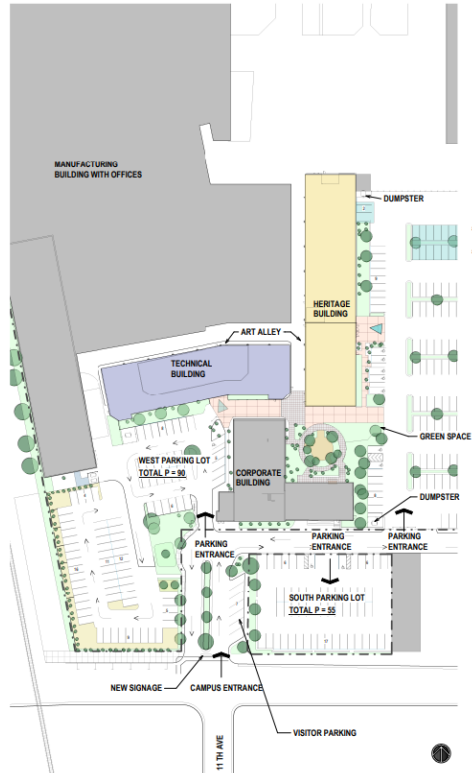 MANUFACTURING
BUILDING WITH OFFICES
DUMPSTER
HERITAGE
BUILDING
ART ALLEY
TECHNICAL
BUILDING
GREEN SPACE
WEST PARKING LOT
TOTAL P = 90
CORPORATE
BUILDING
DUMPSTER
PARKING
ENTRANCE
PARKING
ENTRANCE
PARKING
ENTRANCE
SOUTH PARKING LOT
TOTAL P = 55
NEW SIGNAGE
CAMPUS ENTRANCE
VISITOR PARKING
11 TH AVE